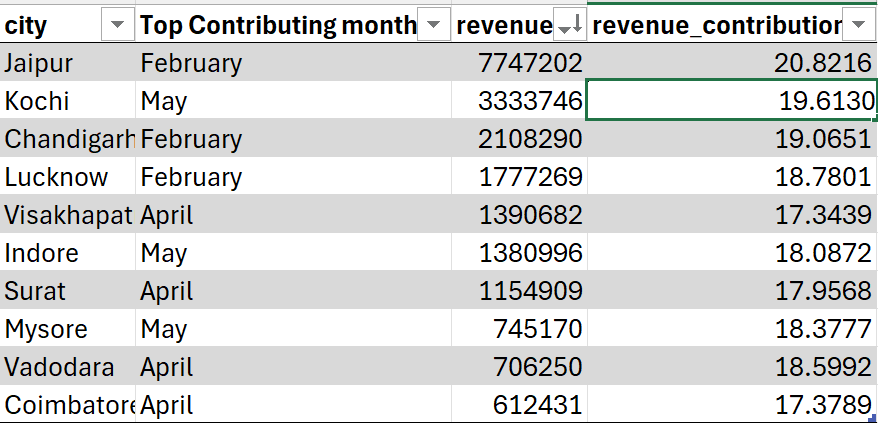 city Top Contributing month revenue revenue_contribution
Jaipur February 7747202 20.8216
Kochi May 3333746 19.6130
Chandigarh February 2108290 19.0651
Lucknow February 1777269 18.7801
Visakhapat April 1390682 17.3439
Indore May 1380996 18.0872
Surat April 1154909 17.9568
Mysore May 745170 18.3777
Vadodara April 706250 18.5992
Coimbatore April 612431 17.3789